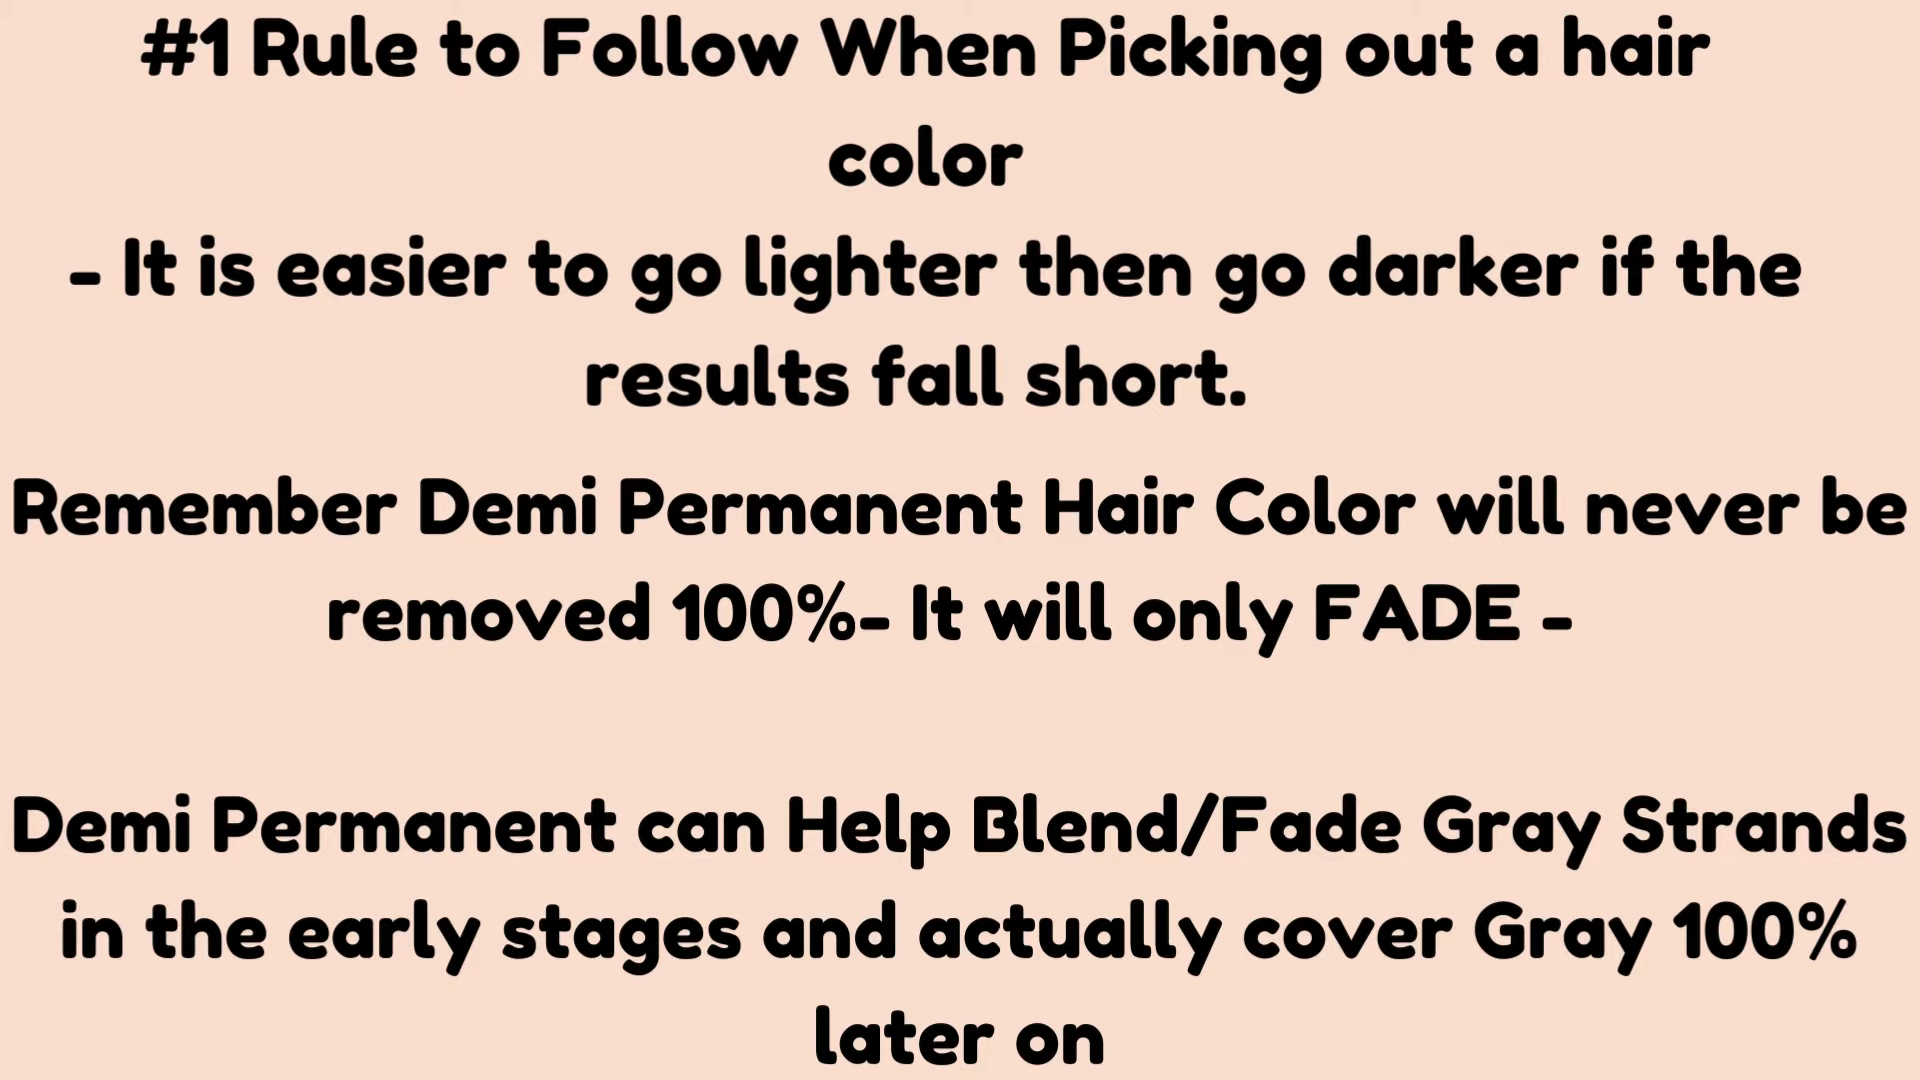 #1 Rule to Follow When Picking out a hair
color
- It is easier to go lighter then go darker if the
results fall short.
Remember Demi Permanent Hair Color will never be
removed 100%- It will only FADE -
Demi Permanent can Help Blend/Fade Gray Strands
in the early stages and actually cover Gray 100%
later on